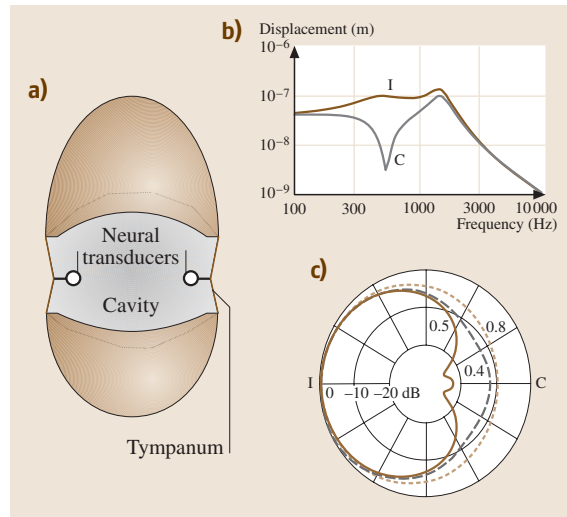 a)
Neural
transducers
Cavity
Tympanum
b)
Displacement (m)
10⁻⁶
10⁻⁷
10⁻⁸
10⁻⁹
I
C
100 300 1000 3000 10 000
Frequency (Hz)
c)
0.5 0.8
0.4
I C
0 –10 –20 dB